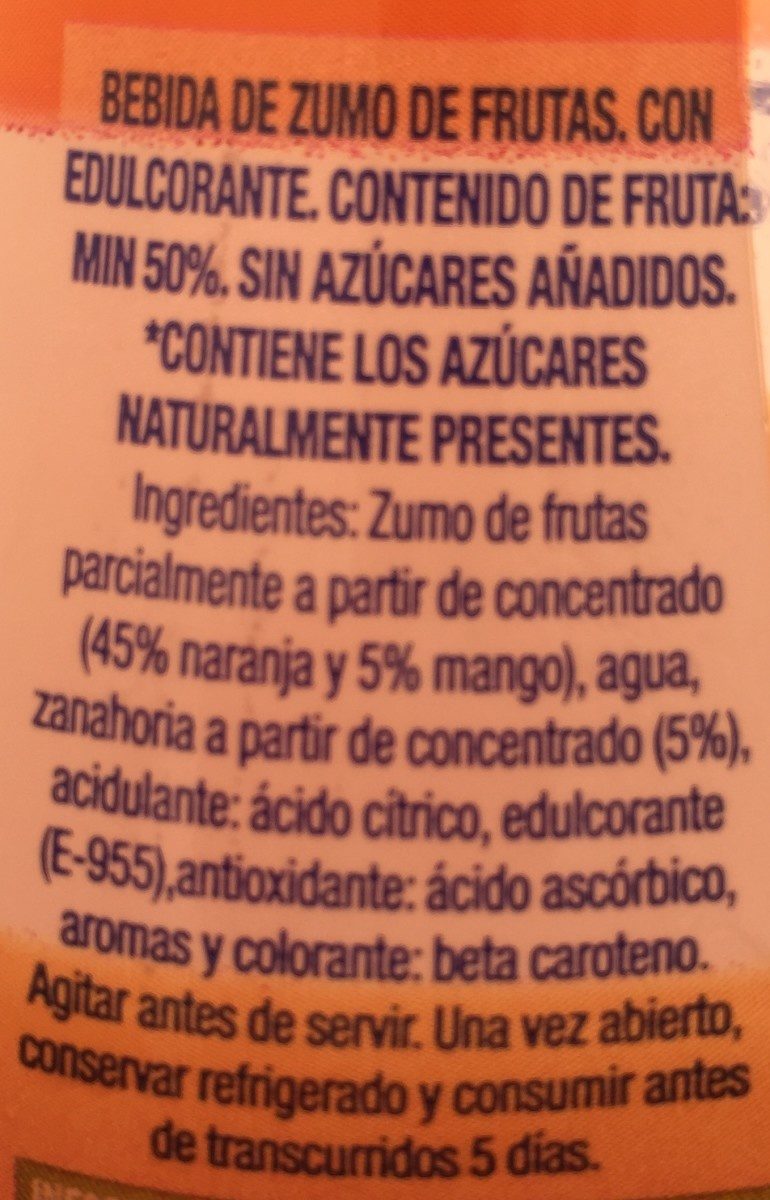 BEBIDA DE ZUMO DE FRUTAS. CON
EDULCORANTE. CONTENIDO DE FRUTA:
MIN 50%. SIN AZÚCARES AÑADIDOS.
*CONTIENE LOS AZÚCARES
NATURALMENTE PRESENTES.
Ingredientes: Zumo de frutas
parcialmente a partir de concentrado
(45% naranja y 5% mango), agua,
zanahoria a partir de concentrado (5%),
acidulante: ácido cítrico, edulcorante
(E-955),antioxidante: ácido ascórbico,
aromas y colorante: beta caroteno.
Agitar antes de servir. Una vez abierto,
conservar refrigerado y consumir antes
de transcurridos 5 días.